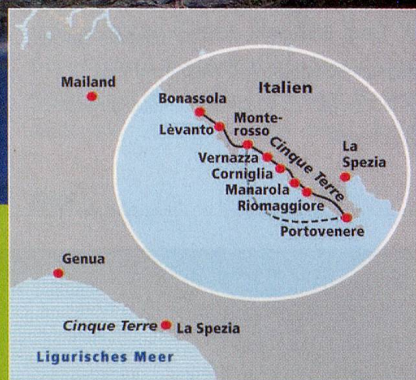 Mailand
Italien
Bonassola
Lèvanto
Monte-
rosso
Cinque Terre
La
Spezia
Vernazza
Corniglia
Manarola
Riomaggiore
Portovenere
Genua
Cinque Terre
La Spezia
Ligurisches Meer